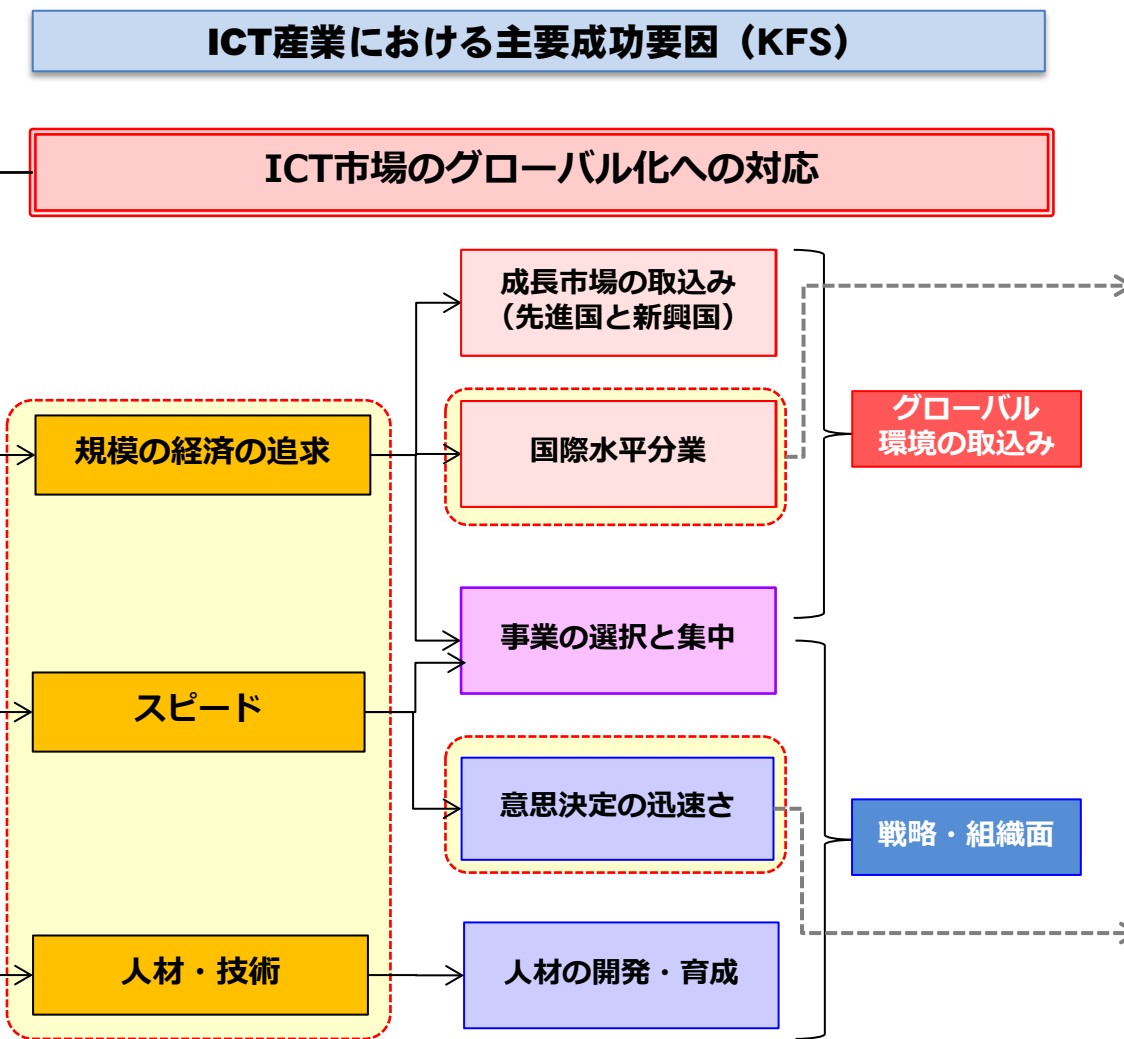 ICT産業における主要成功要因（KFS）
ICT市場のグローバル化への対応
成長市場の取込み
（先進国と新興国）
規模の経済の追求
国際水平分業
グローバル
環境の取込み
事業の選択と集中
スピード
意思決定の迅速さ
戦略・組織面
人材・技術
人材の開発・育成